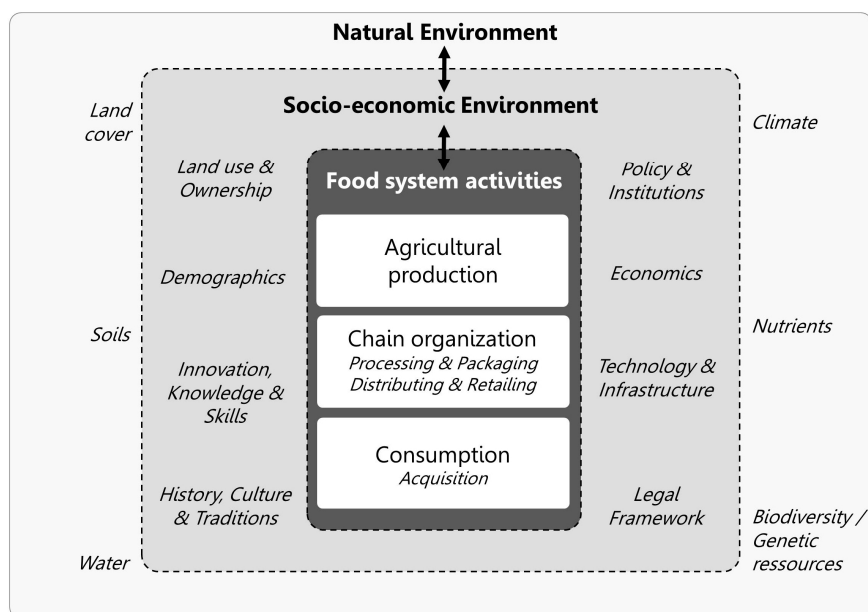 Natural Environment
Socio-economic Environment
Land
cover
Climate
Land use &
Ownership
Food system activities
Policy &
Institutions
Agricultural
production
Demographics
Economics
Soils
Nutrients
Chain organization
Processing & Packaging
Distributing & Retailing
Innovation,
Knowledge &
Skills
Technology &
Infrastructure
Consumption
Acquisition
History, Culture
& Traditions
Legal
Framework
Water
Biodiversity /
Genetic
ressources